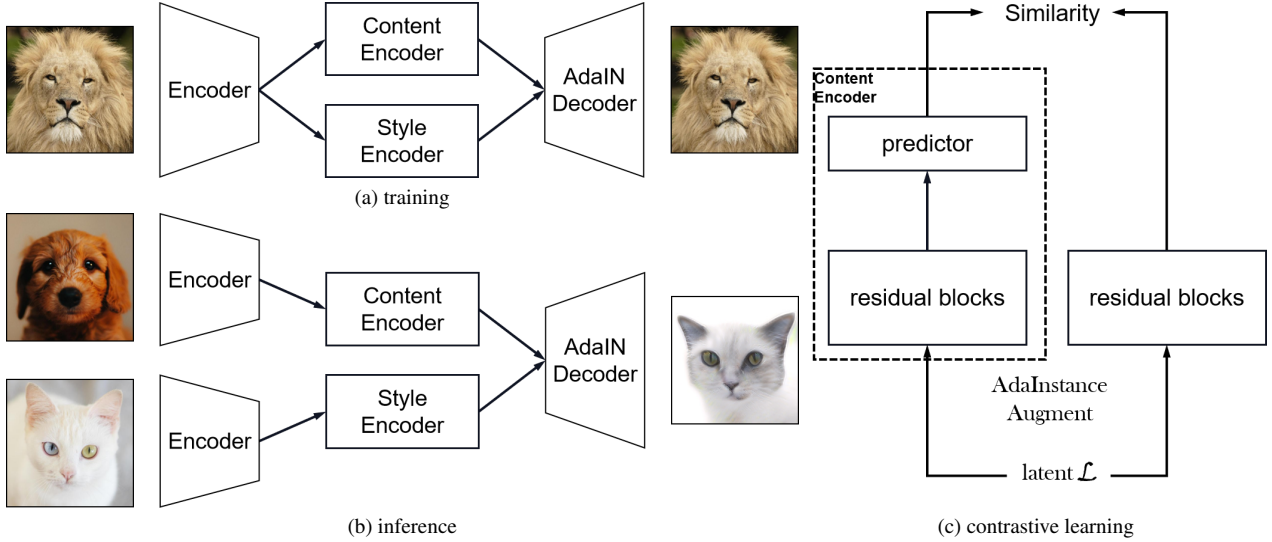 Encoder
Content
Encoder
Style
Encoder
AdaIN
Decoder
(a) training
Encoder
Encoder
Content
Encoder
Style
Encoder
AdaIN
Decoder
(b) inference
Similarity
Content
Encoder
predictor
residual blocks
residual blocks
AdaInstance
Augment
latent ℒ
(c) contrastive learning